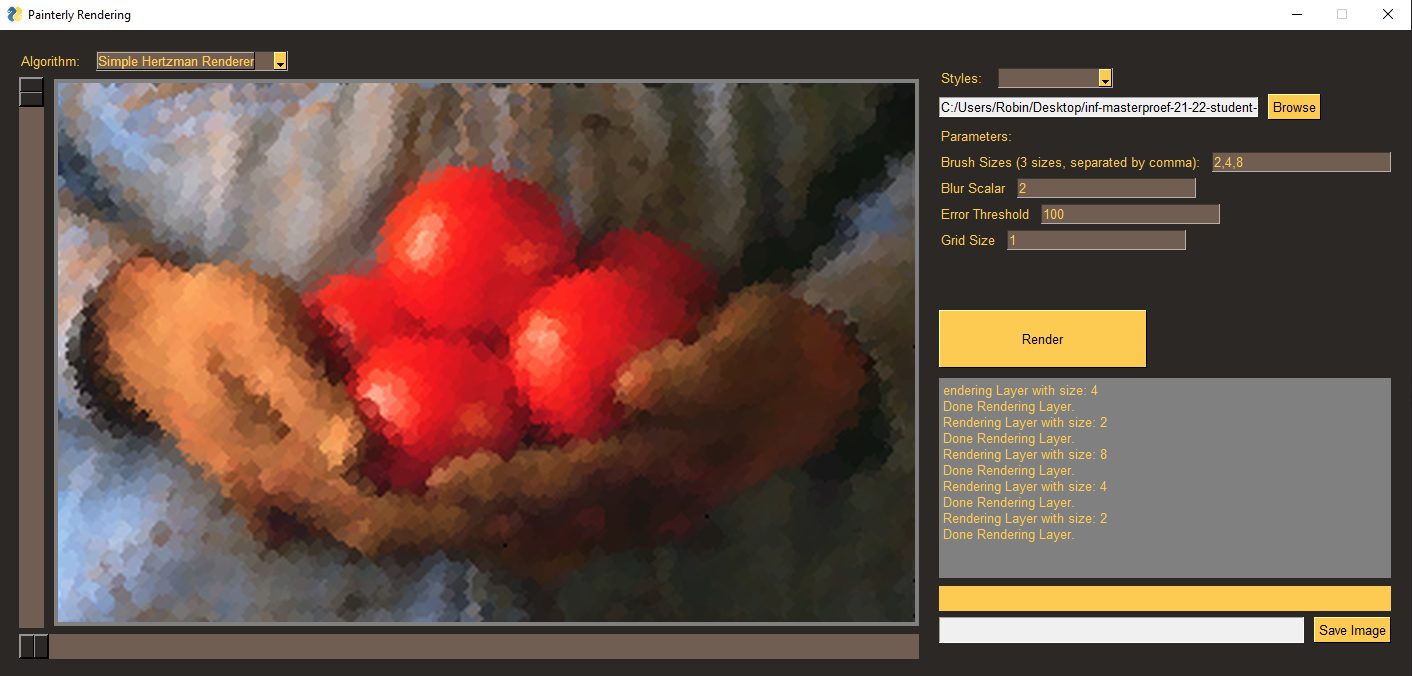 Painterly Rendering
Algorithm:
Simple Hertzman Renderer
Styles:
C:/Users/Robin/Desktop/inf-masterproef-21-22-student-
Browse
Parameters:
Brush Sizes (3 sizes, separated by comma):
2,4,8
Blur Scalar
2
Error Threshold
100
Grid Size
1
Render
endering Layer with size: 4
Done Rendering Layer.
Rendering Layer with size: 2
Done Rendering Layer.
Rendering Layer with size: 8
Done Rendering Layer.
Rendering Layer with size: 4
Done Rendering Layer.
Rendering Layer with size: 2
Done Rendering Layer.
Save Image